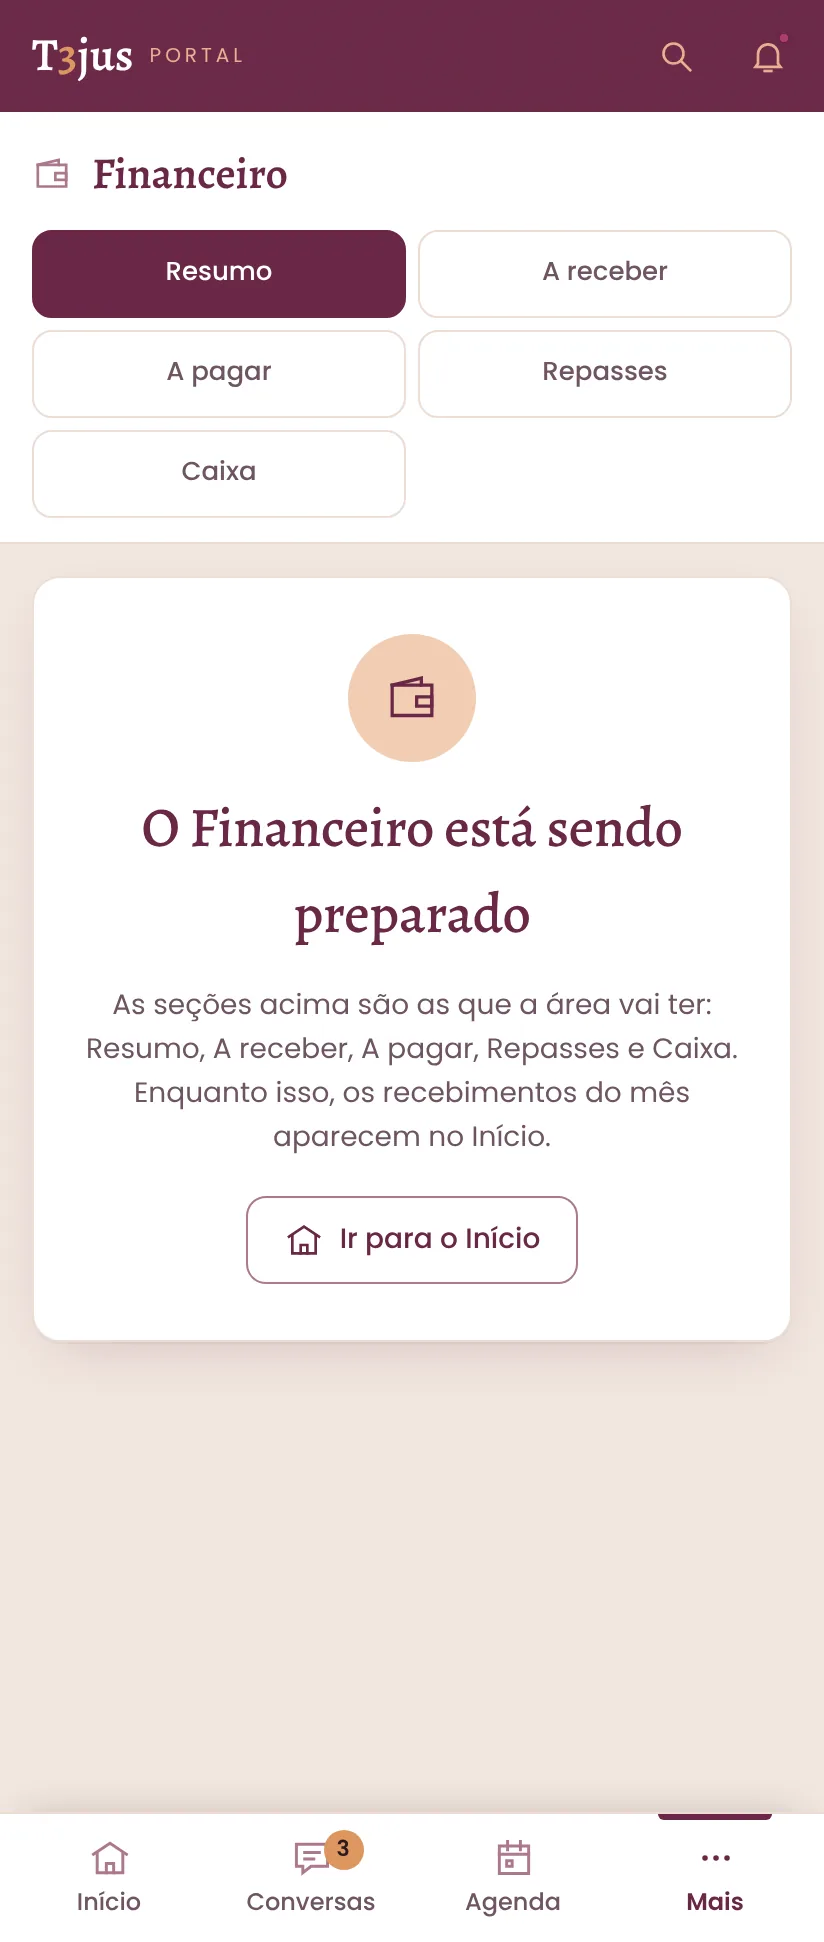 T3jus PORTAL
Financeiro
Resumo
A receber
A pagar
Repasses
Caixa
O Financeiro está sendo
preparado
As seções acima são as que a área vai ter:
Resumo, A receber, A pagar, Repasses e Caixa.
Enquanto isso, os recebimentos do mês
aparecem no Início.
Ir para o Início
3
Início
Conversas
Agenda
Mais